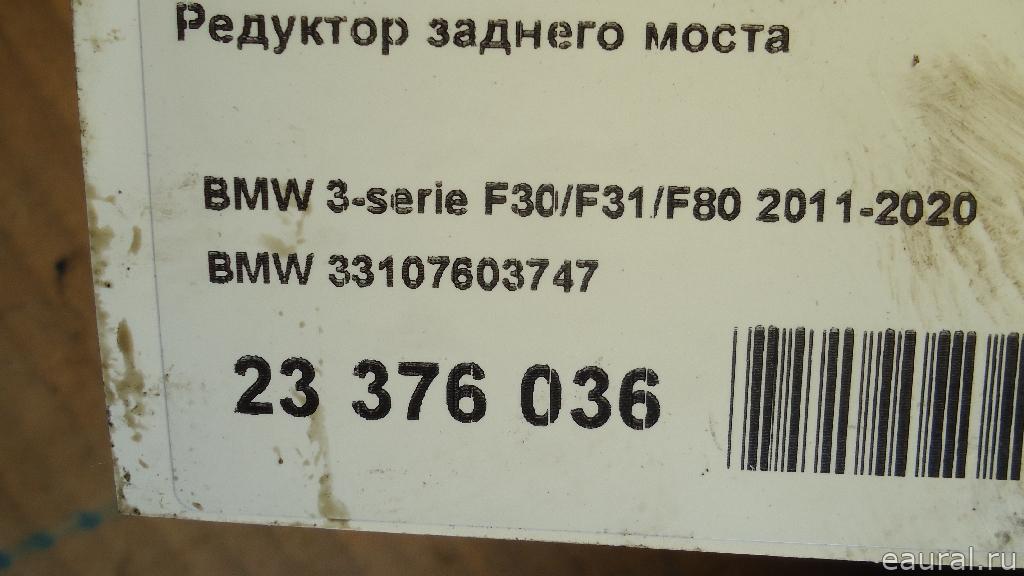 Редуктор заднего моста
BMW 3-serie F30/F31/F80 2011-2020
BMW 33107603747
23 376 036
eaural.ru